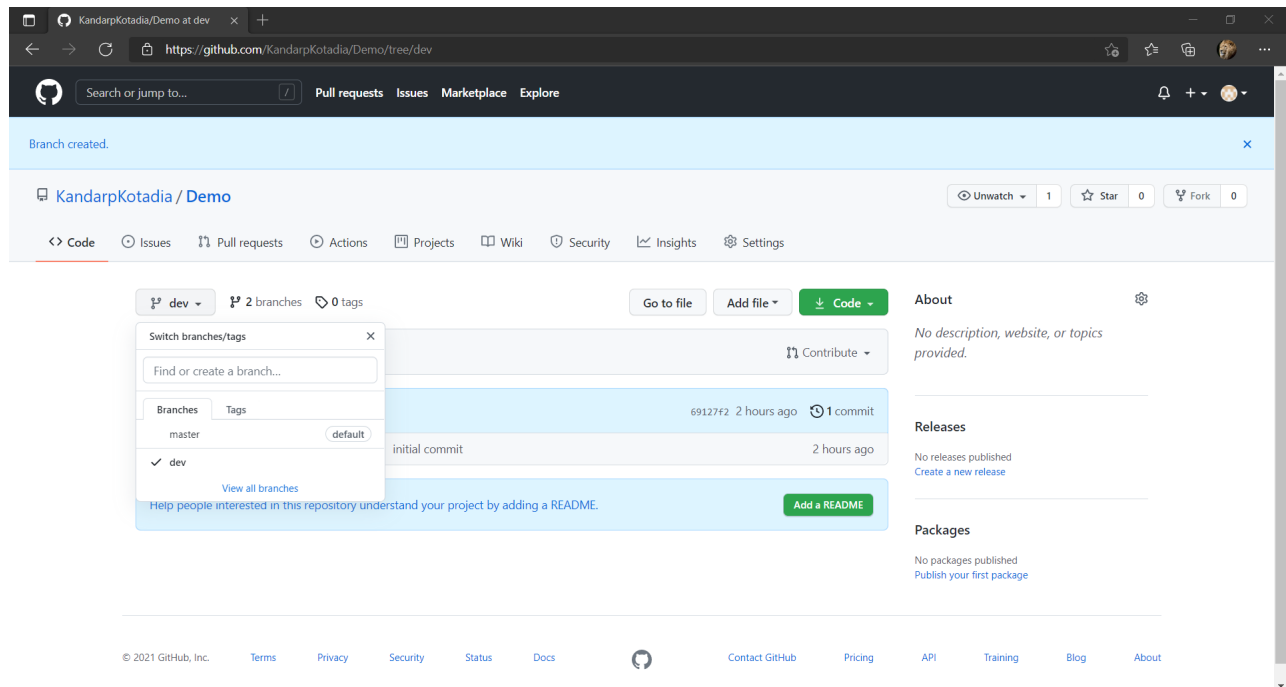 KandarpKotadia/Demo at dev
https://github.com/KandarpKotadia/Demo/tree/dev
Search or jump to... /
Pull requests Issues Marketplace Explore
Branch created.
KandarpKotadia / Demo
Unwatch 1 Star 0 Fork 0
Code Issues Pull requests Actions Projects Wiki Security Insights Settings
dev 2 branches 0 tags
Go to file Add file Code
Switch branches/tags
Find or create a branch...
Branches Tags
master default
dev
View all branches
Contribute
69127f2 2 hours ago 1 commit
initial commit 2 hours ago
Help people interested in this repository understand your project by adding a README.
Add a README
About
No description, website, or topics
provided.
Releases
No releases published
Create a new release
Packages
No packages published
Publish your first package
© 2021 GitHub, Inc. Terms Privacy Security Status Docs Contact GitHub Pricing API Training Blog About